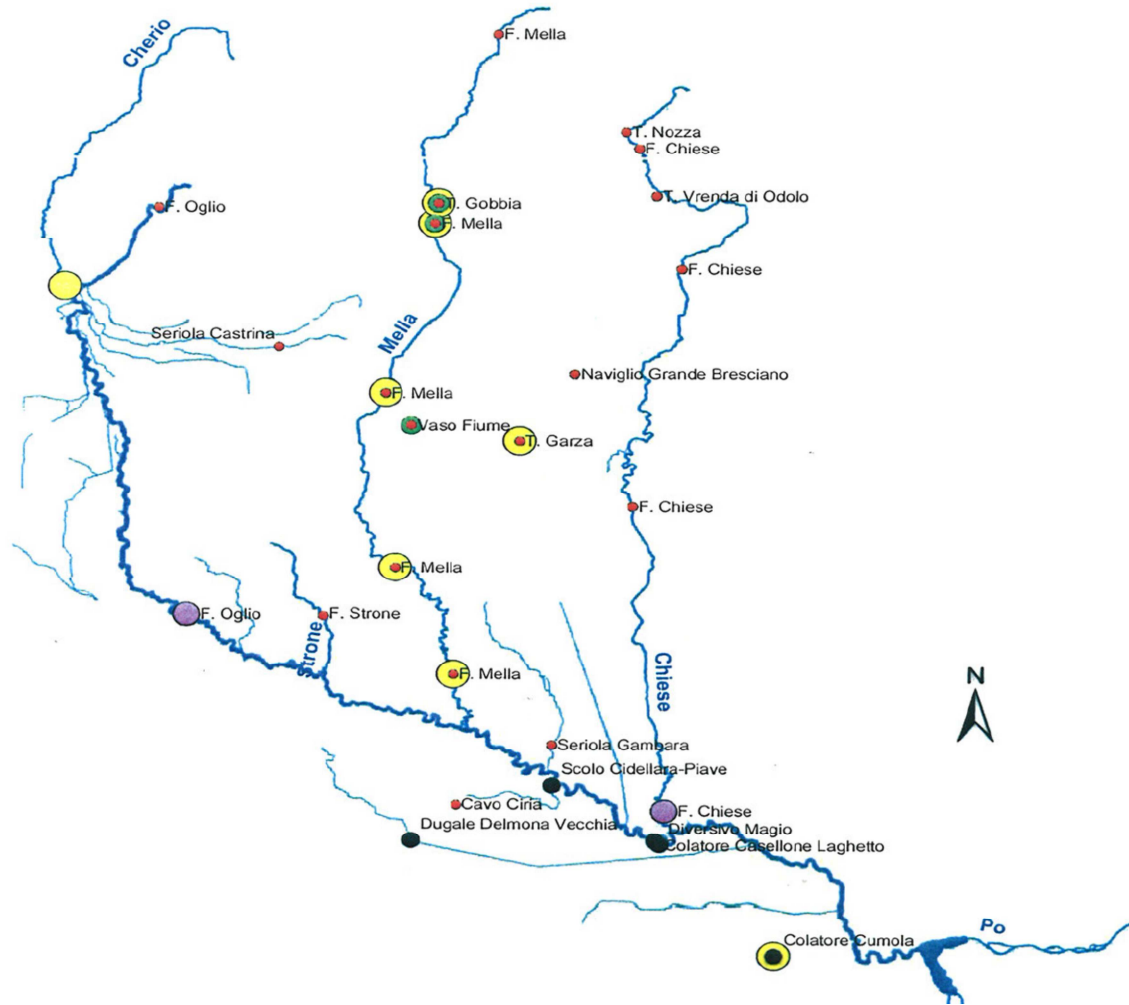 Cherio
F. Mella
T. Nozza
F. Chiese
T. Vrenda di Odolo
F. Oglio
T. Gobbia
F. Mella
F. Chiese
Seriola Castrina
Mella
Naviglio Grande Bresciano
F. Mella
Vaso Fiume
T. Garza
F. Chiese
F. Mella
F. Oglio
F. Strone
Strone
F. Mella
Chiese
N
Seriola Gambara
Scolo Cidellara-Piave
Cavo Ciria
F. Chiese
Dugale Delmona Vecchia
Diversivo Magio
Colatore Casellone Laghetto
Po
Colatore Cumola